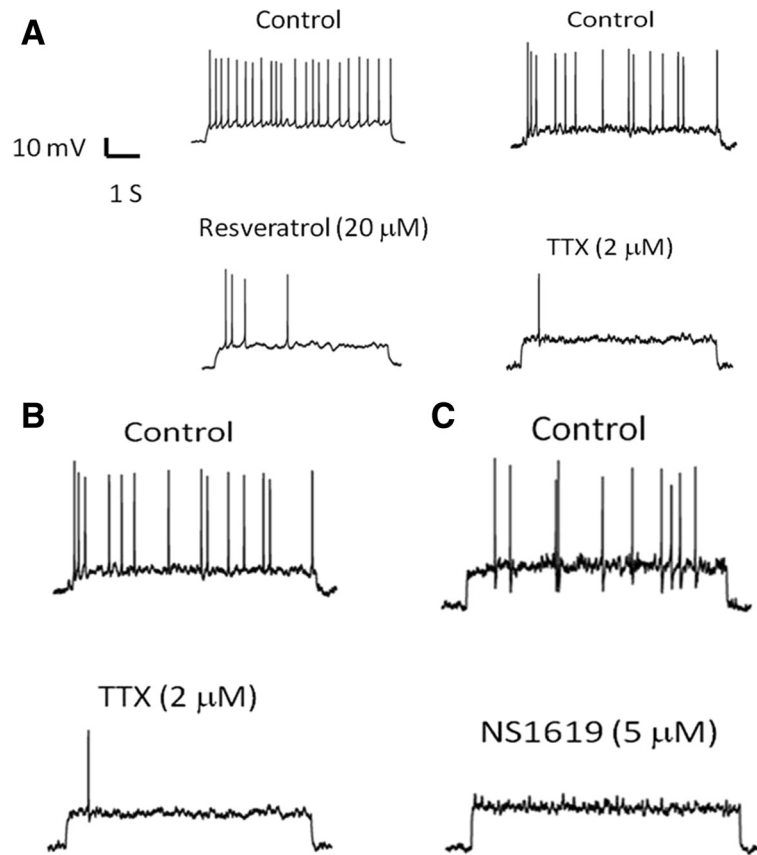 A
Control
Control
10 mV
1 S
Resveratrol (20 μM)
TTX (2 μM)
B
Control
C
Control
TTX (2 μM)
NS1619 (5 μM)